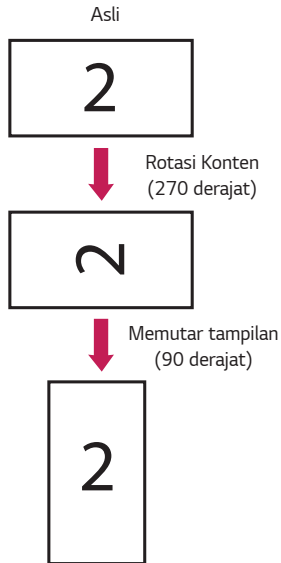 Asli
2
Rotasi Konten
(270 derajat)
2
Memutar tampilan
(90 derajat)
2